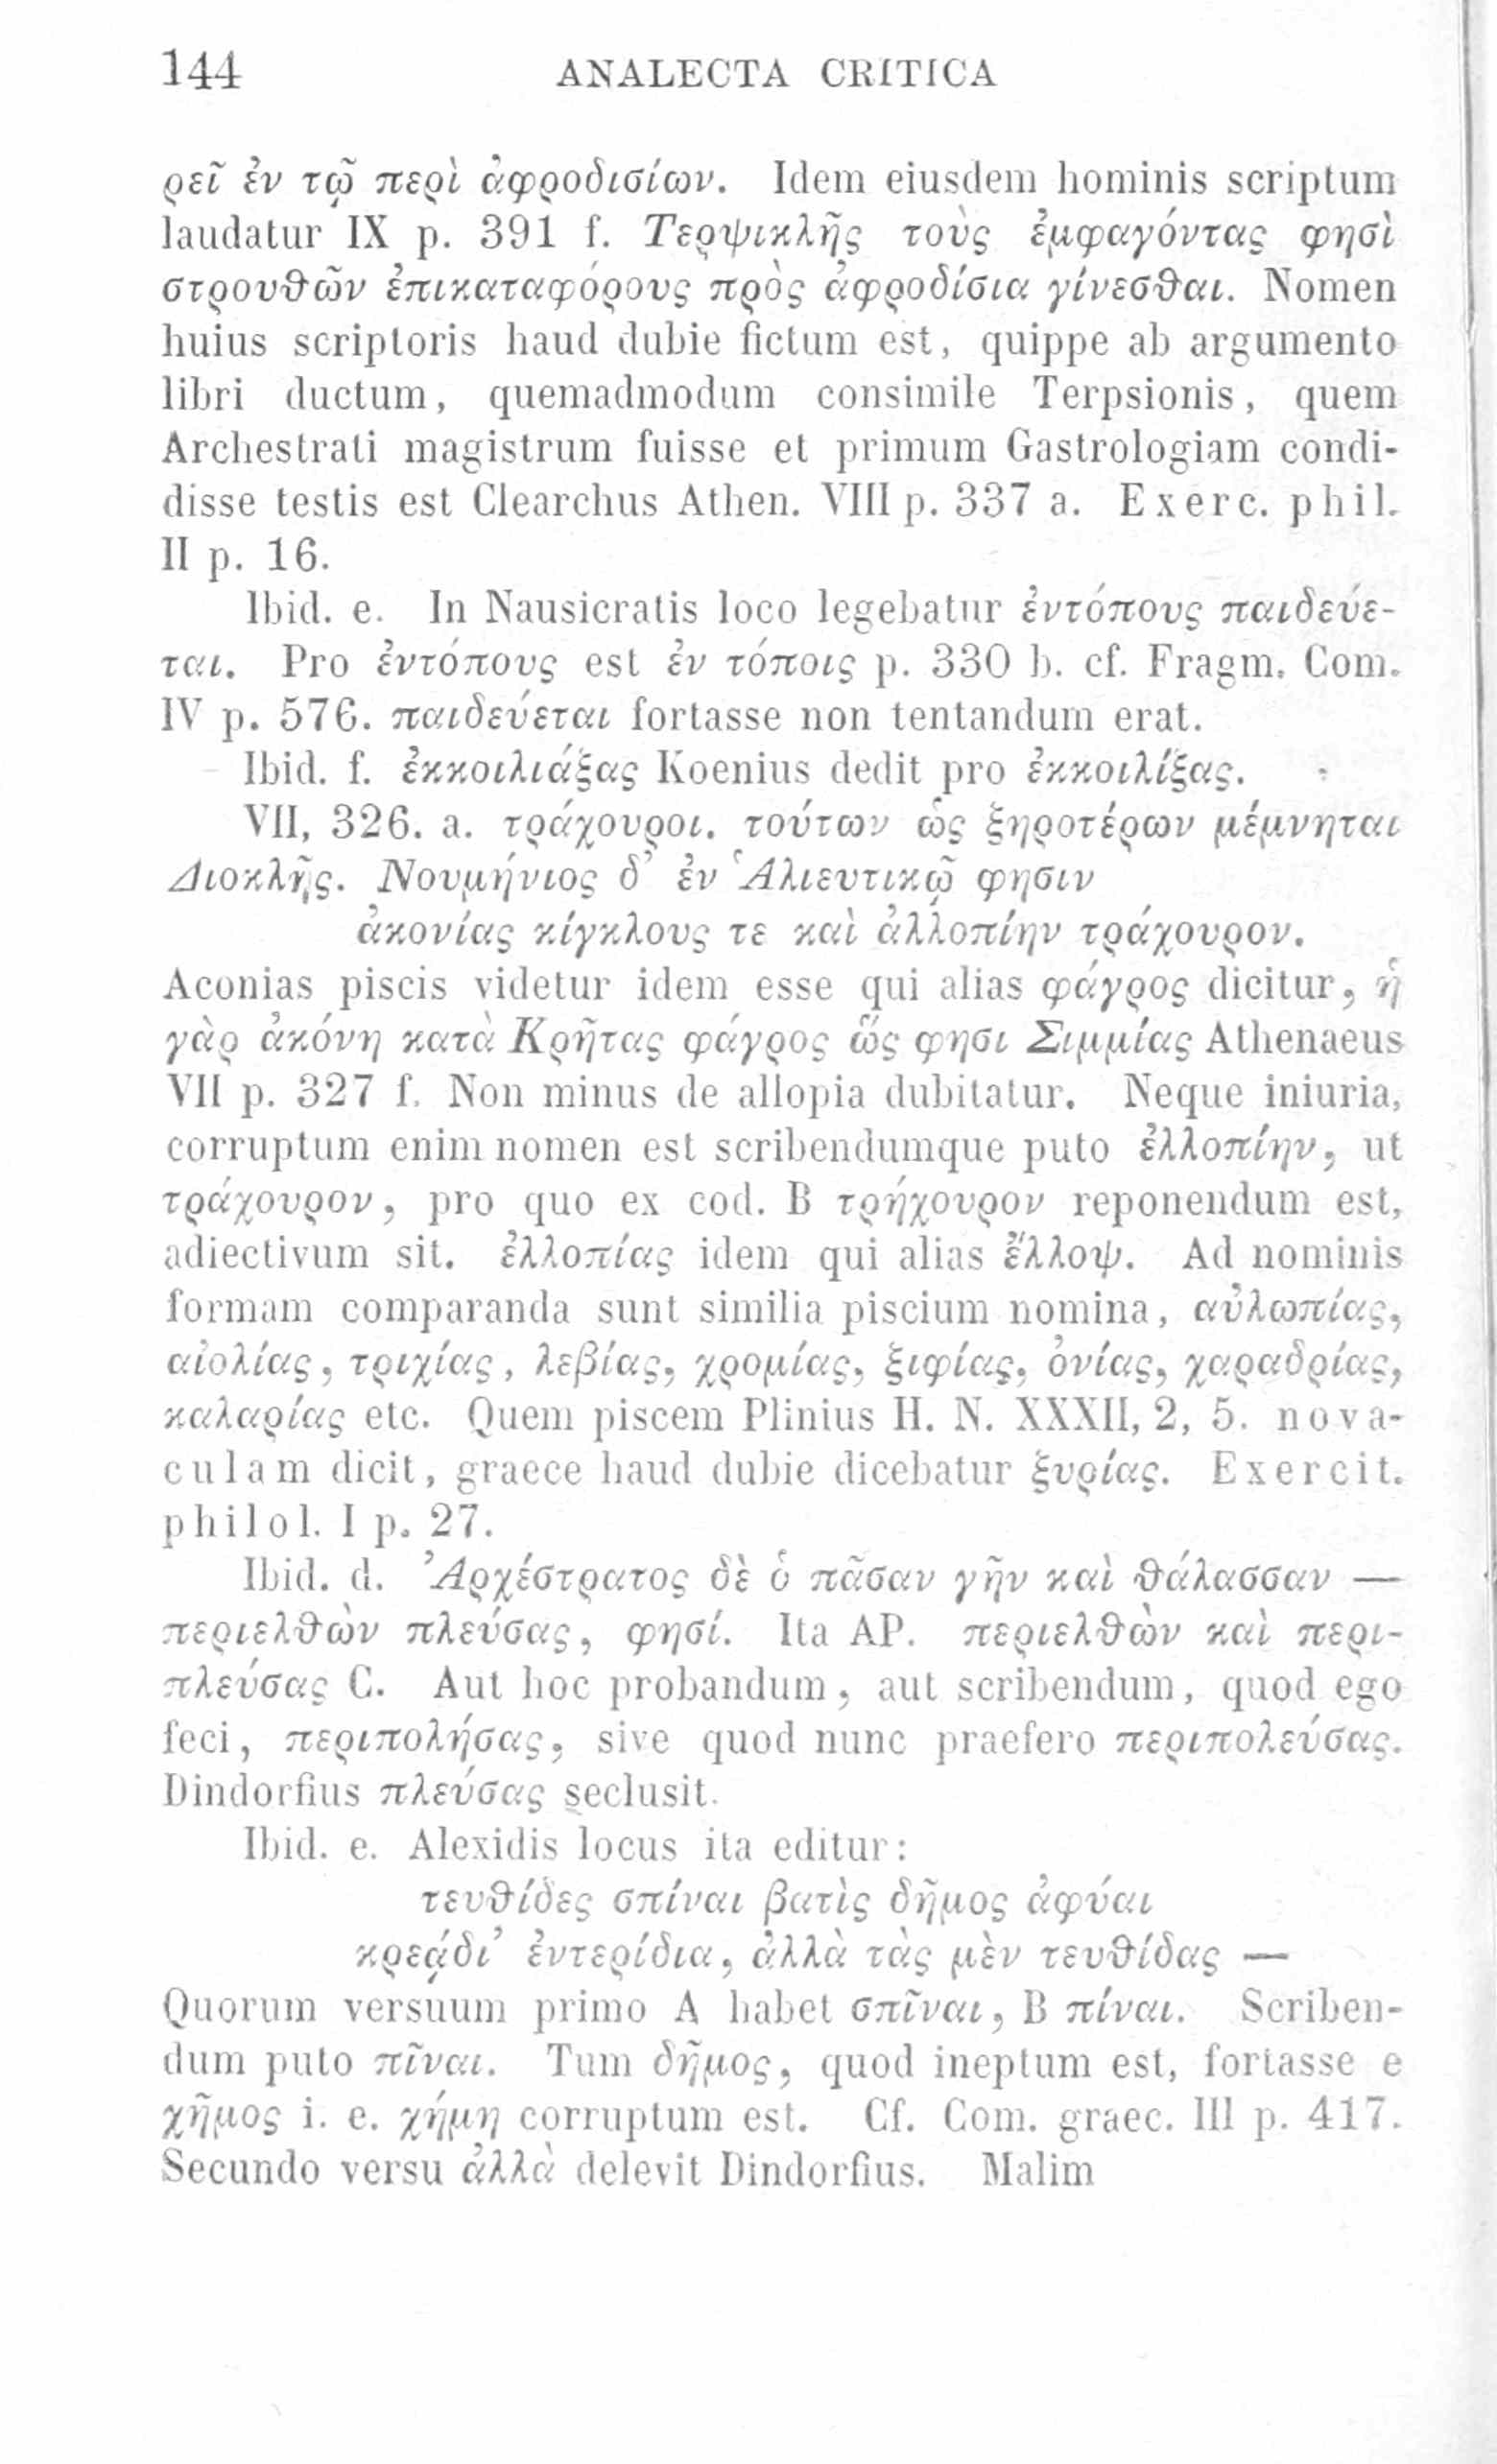 144 ANALECTA CRITICA
ρεῖ ἐν τῷ περὶ ἀφροδισίων. Idem eiusdem hominis scriptum
laudatur IX p. 391 f. Τερψικλῆς τοὺς ἐμφαγόντας φησὶ
στρουϑῶν ἐπικαταφόρους πρὸς ἀφροδίσια γίνεσϑαι. Nomen
huius scriptoris haud dubie fictum est, quippe ab argumento
libri ductum, quemadmodum consimile Terpsionis, quem
Archestrati magistrum fuisse et primum Gastrologiam condi-
disse testis est Clearchus Athen. VIII p. 337 a. Exerc. phil.
II p. 16.
Ibid. e. In Nausicratis loco legebatur ἐντόπους παιδεύε-
ται. Pro ἐντόπους est ἐν τόποις p. 330 b. cf. Fragm. Com.
IV p. 576. παιδεύεται fortasse non tentandum erat.
Ibid. f. ἐκκοιλιάξας Koenius dedit pro ἐκκοιλίξας.
VII, 326. a. τράχουροι. τούτων ὡς ξηροτέρων μέμνηται
Διοκλῆς. Νουμήνιος δ᾽ ἐν Ἁλιευτικῷ φησιν
ἀκονίας κίγκλους τε καὶ ἀλλοπίην τράχουρον.
Aconias piscis videtur idem esse qui alias φάγρος dicitur, ἡ
γὰρ ἀκόνη κατὰ Κρῆτας φάγρος ὥς φησι Σιμμίας Athenaeus
VII p. 327 f. Non minus de allopia dubitatur. Neque iniuria,
corruptum enim nomen est scribendumque puto ἐλλοπίην, ut
τράχουρον, pro quo ex cod. B τρήχουρον reponendum est,
adiectivum sit. ἐλλοπίας idem qui alias ἔλλοψ. Ad nominis
formam comparanda sunt similia piscium nomina, αὐλωπίας,
αἰολίας, τριχίας, λεβίας, χρομίας, ξιφίας, ὀνίας, χαραδρίας,
καλαρίας etc. Quem piscem Plinius H. N. XXXII, 2, 5. nova-
culam dicit, graece haud dubie dicebatur ξυρίας. Exercit.
philol. I p. 27.
Ibid. d. Ἀρχέστρατος δὲ ὁ πᾶσαν γῆν καὶ ϑάλασσαν —
περιελϑὼν πλεύσας, φησί. Ita AP. περιελϑὼν καὶ περι-
πλεύσας C. Aut hoc probandum, aut scribendum, quod ego
feci, περιπολήσας, sive quod nunc praefero περιπολεύσας.
Dindorfius πλεύσας seclusit.
Ibid. e. Alexidis locus ita editur:
τευϑίδες σπίναι βατὶς δῆμος ἀφύαι
κρεᾴδι᾽ ἐντερίδια, ἀλλὰ τὰς μὲν τευϑίδας —
Quorum versuum primo A habet σπῖναι, B πίναι. Scriben-
dum puto πῖναι. Tum δῆμος, quod ineptum est, fortasse e
χῆμος i. e. χήμη corruptum est. Cf. Com. graec. III p. 417.
Secundo versu ἀλλὰ delevit Dindorfius. Malim